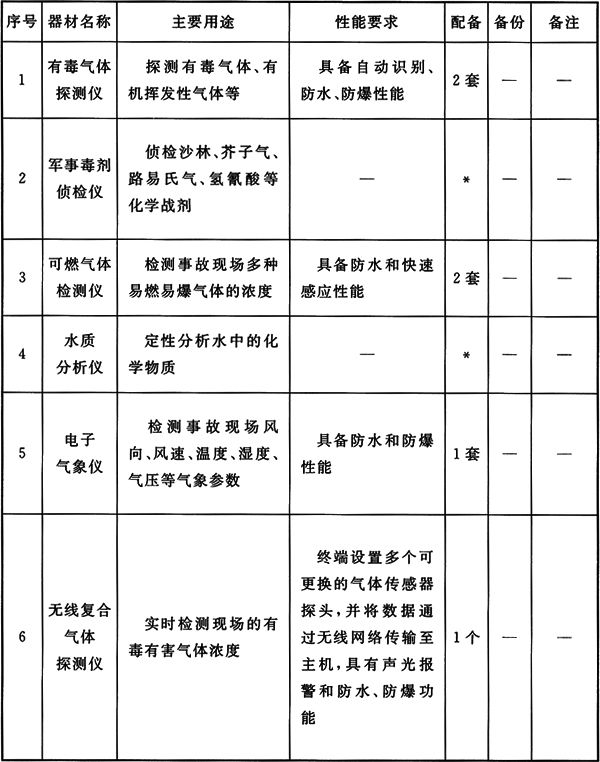 序号 器材名称 主要用途 性能要求 配备 备份 备注
1 有毒气体 探测有毒气体、有 具备自动识别、 2套 — —
探测仪 机挥发性气体等 防水、防爆性能
2 军事毒剂 侦检沙林、芥子气、 — * — —
侦检仪 路易氏气、氢氰酸等
化学战剂
3 可燃气体 检测事故现场多种 具备防水和快速 2套 — —
检测仪 易燃易爆气体的浓度 感应性能
4 水质 定性分析水中的化 — * — —
分析仪 学物质
5 电子 检测事故现场风 具备防水和防爆 1套 — —
气象仪 向、风速、温度、湿度、 性能
气压等气象参数
6 无线复合 实时检测现场的有 终端设置多个可 1个 — —
气体 毒有害气体浓度 更换的气体传感器
探测仪 探头,并将数据通
过无线网络传输至
主机,具有声光报
警和防水、防爆功
能